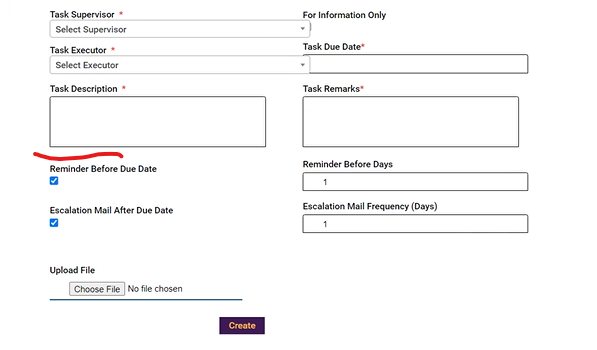 Task Supervisor *
For Information Only
Select Supervisor
Task Executor *
Task Due Date*
Select Executor
Task Description *
Task Remarks*
Reminder Before Due Date
Reminder Before Days
1
Escalation Mail After Due Date
Escalation Mail Frequency (Days)
1
Upload File
Choose File No file chosen
Create